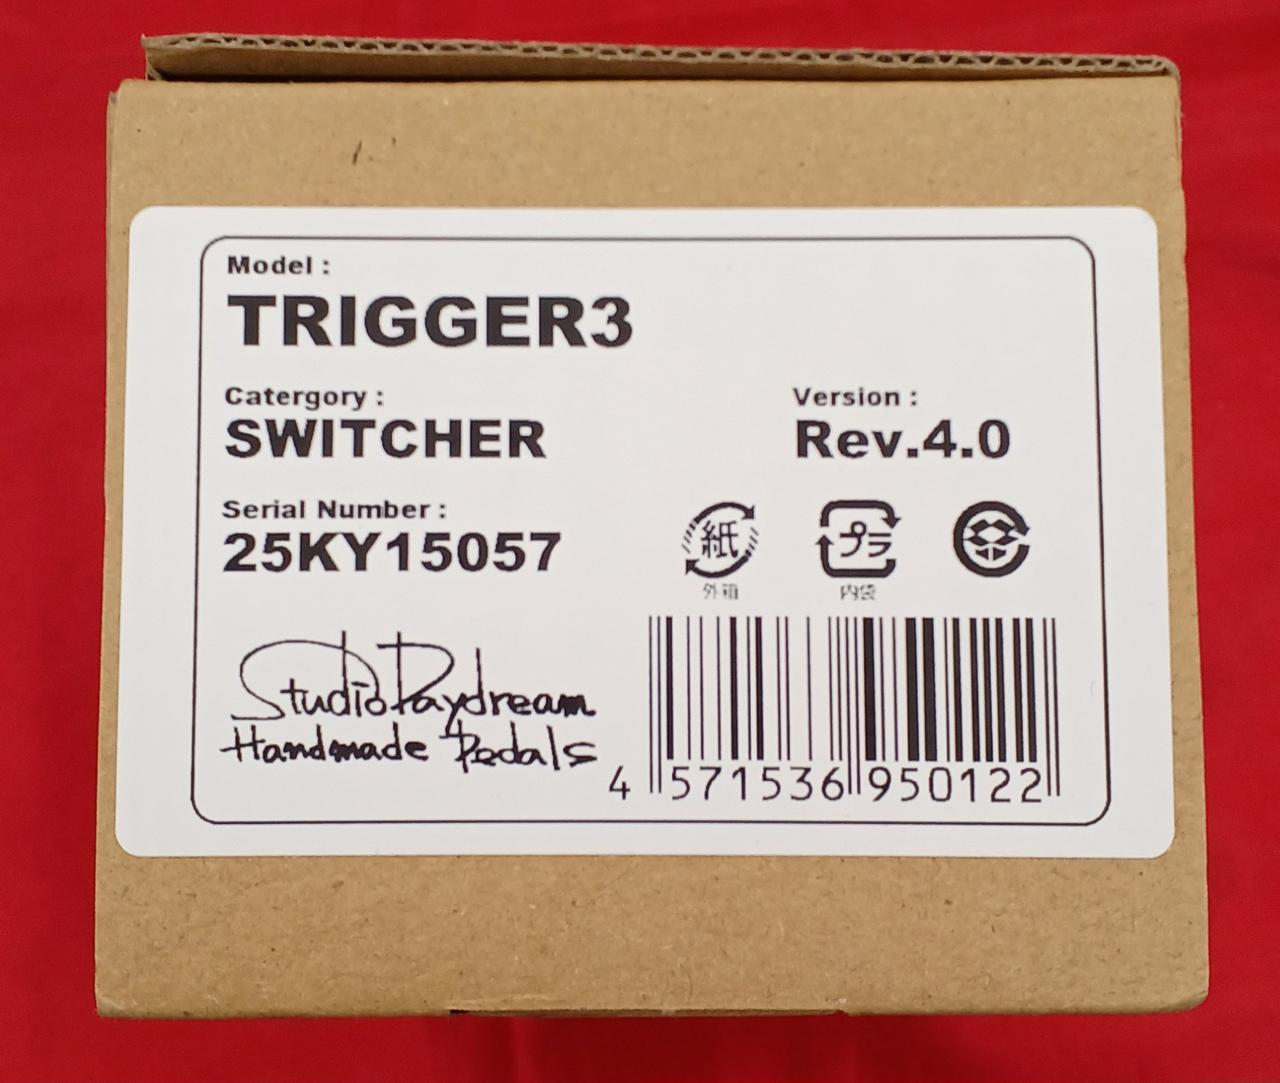 Model :
TRIGGER3
Catergory :
SWITCHER
Version :
Rev.4.0
Serial Number :
25KY15057
紙
外箱
プラ
内袋
StudioDaydream
Handmade Pedals
4 571536 950122